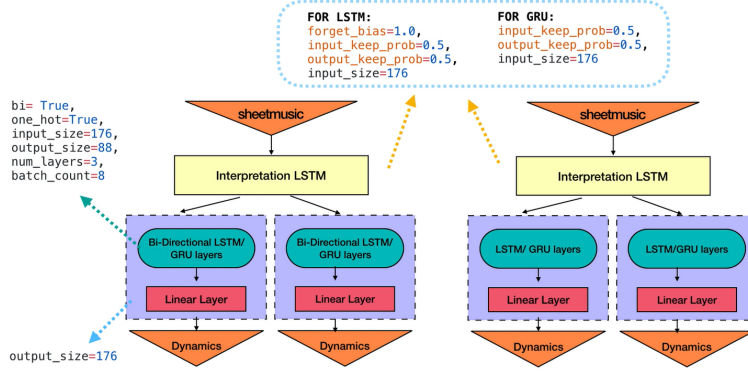 FOR LSTM:
forget_bias=1.0,
input_keep_prob=0.5,
output_keep_prob=0.5,
input_size=176
FOR GRU:
input_keep_prob=0.5,
output_keep_prob=0.5,
input_size=176
bi= True,
one_hot=True,
input_size=176,
output_size=88,
num_layers=3,
batch_count=8
sheetmusic
Interpretation LSTM
Bi-Directional LSTM/
GRU layers
Linear Layer
Dynamics
Bi-Directional LSTM/
GRU layers
Linear Layer
Dynamics
output_size=176
sheetmusic
Interpretation LSTM
LSTM/ GRU layers
Linear Layer
Dynamics
LSTM/GRU layers
Linear Layer
Dynamics